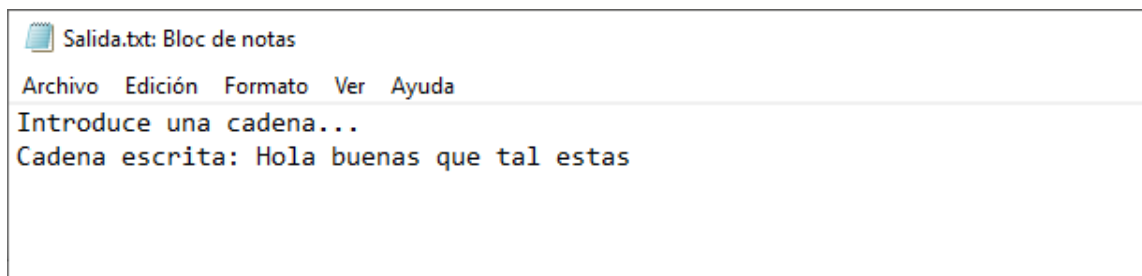 Salida.txt: Bloc de notas
Archivo Edición Formato Ver Ayuda
Introduce una cadena...
Cadena escrita: Hola buenas que tal estas